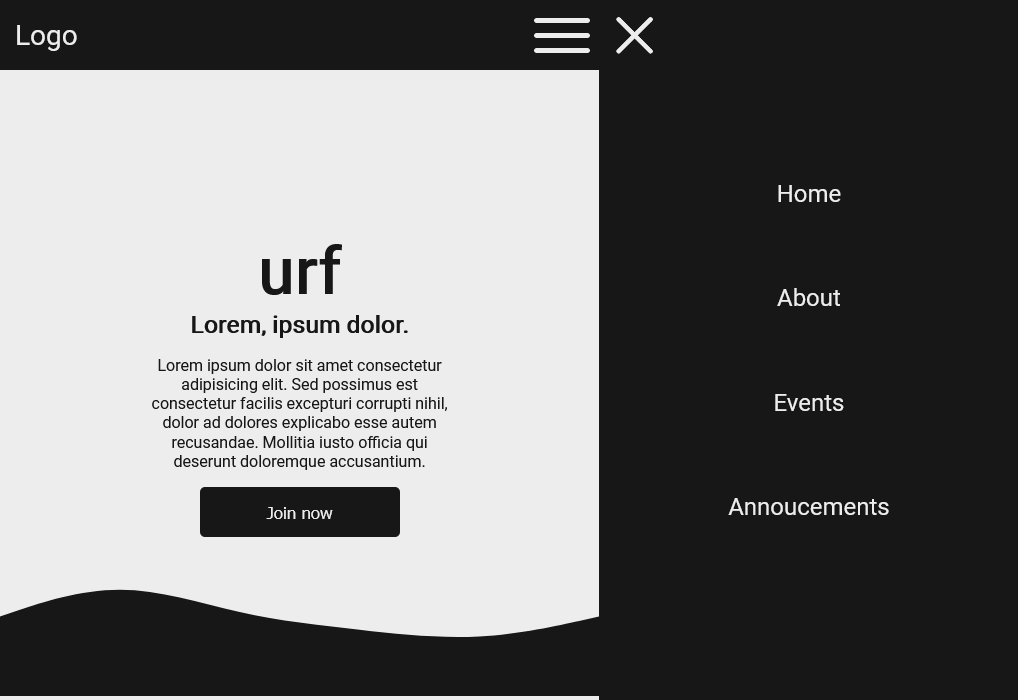 Logo
urf
Lorem, ipsum dolor.
Lorem ipsum dolor sit amet consectetur
adipisicing elit. Sed possimus est
consectetur facilis excepturi corrupti nihil,
dolor ad dolores explicabo esse autem
recusandae. Mollitia iusto officia qui
deserunt doloremque accusantium.
Join now
Home
About
Events
Annoucements